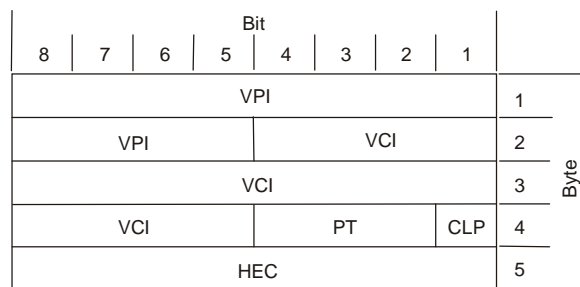 Bit
8 7 6 5 4 3 2 1
VPI 1
VPI VCI 2
VCI 3
VCI PT CLP 4
HEC 5
Byte